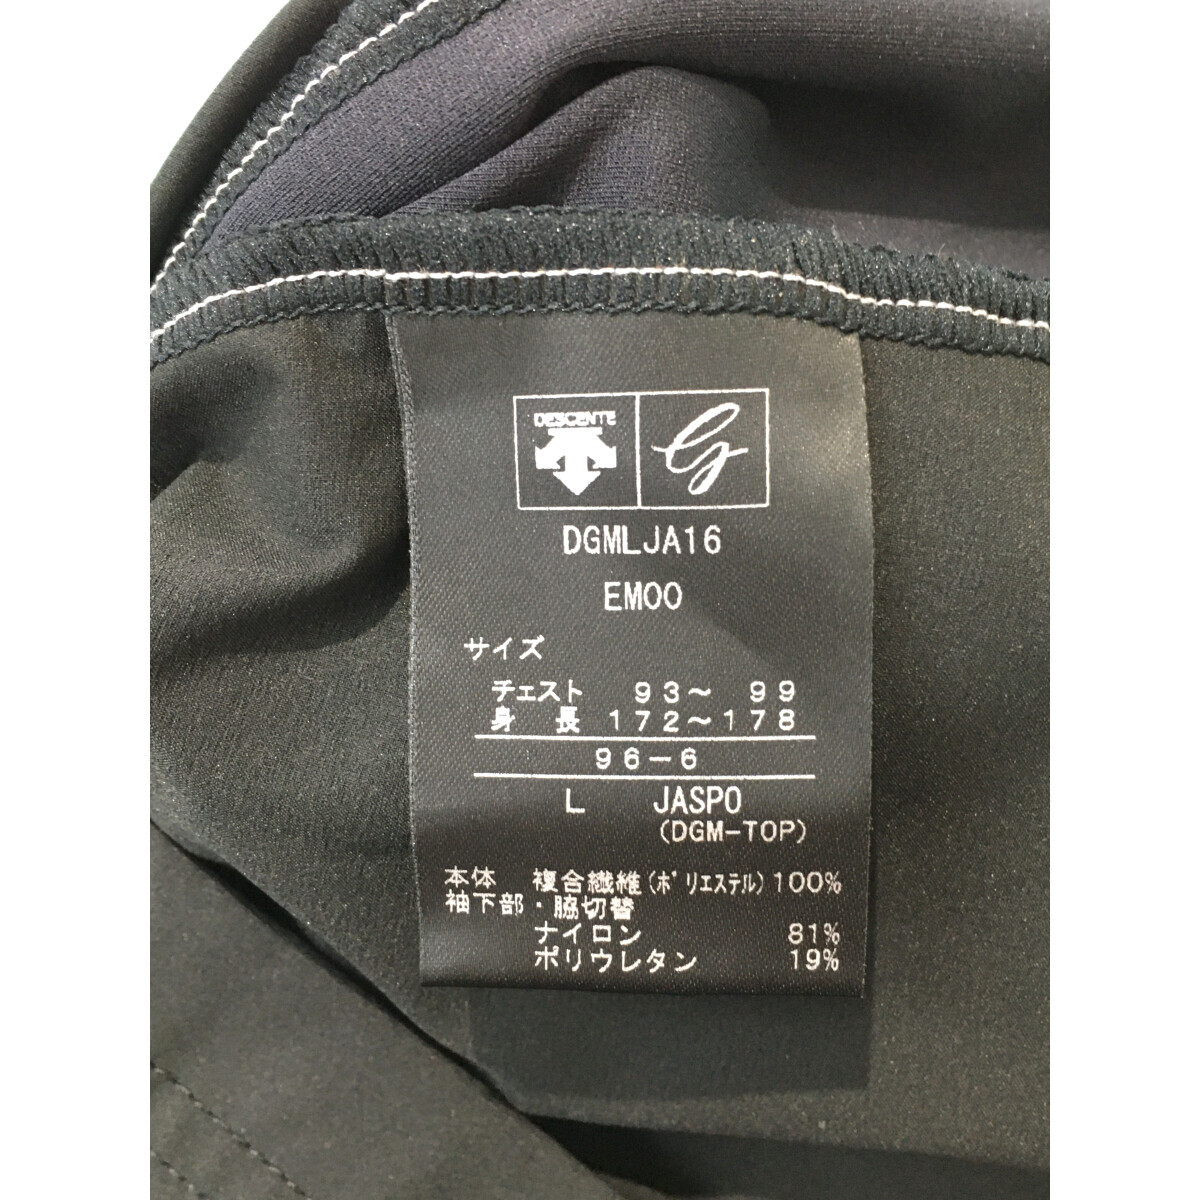 DESCENTE G
DGMLJA16
EM00
サイズ
チェスト 93～ 99
身 長 172～178
96-6
L JASPO
(DGM-TOP)
本体 複合繊維(ﾎﾟﾘｴｽﾃﾙ)100%
袖下部・脇切替
ナイロン 81%
ポリウレタン 19%